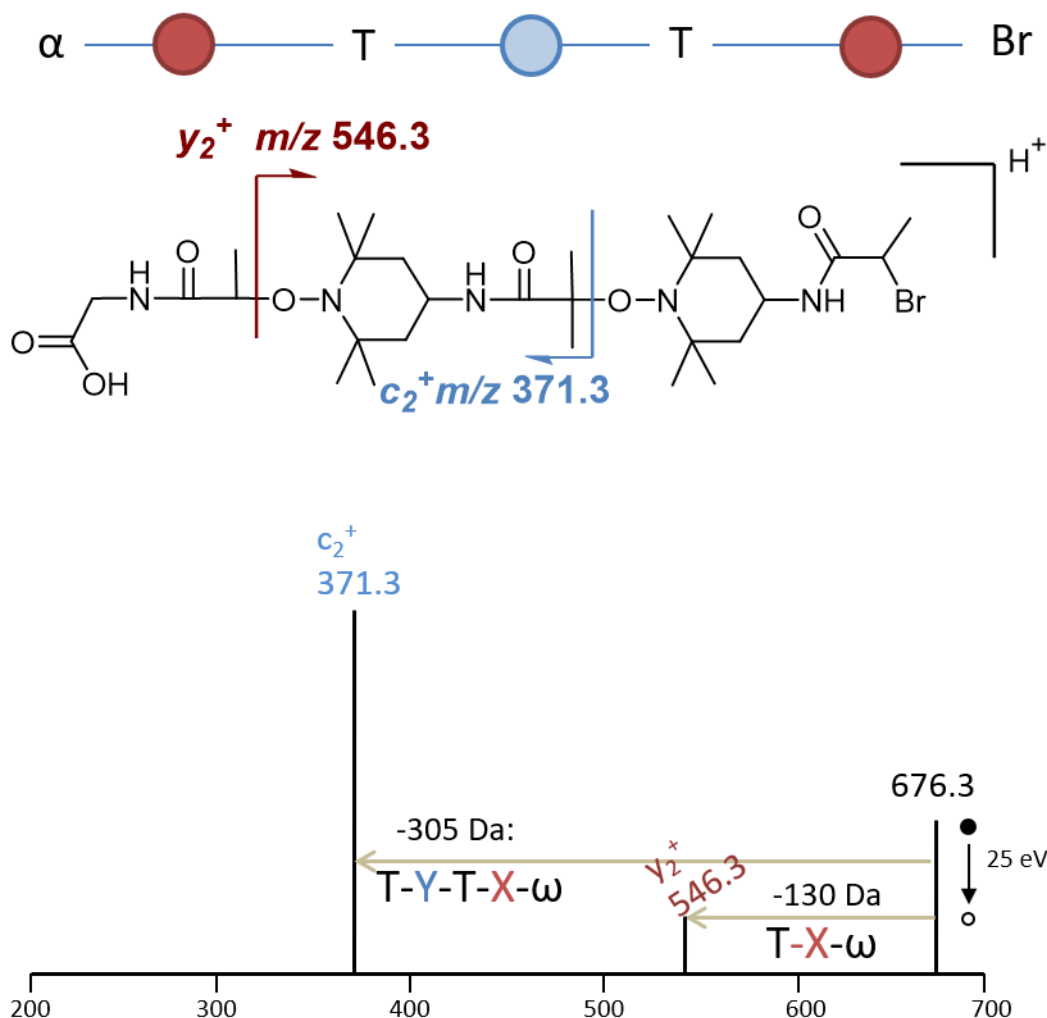 α T T Br
y₂⁺ m/z 546.3
H⁺
O
O
H
N
O
O
N
H
N
O
O
N
NH
Br
O
OH
c₂⁺ m/z 371.3
c₂⁺
371.3
676.3
-305 Da:
y₂⁺
546.3
25 eV
T-Y-T-X-ω
-130 Da
T-X-ω
200 300 400 500 600 700